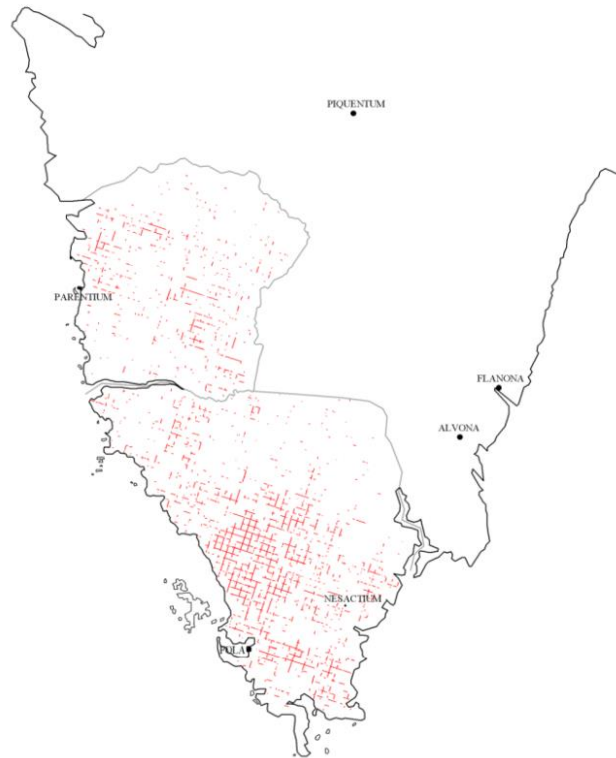 PIQUENTUM
PARENTIUM
FLANONA
ALVONA
NESACTIUM
POLA